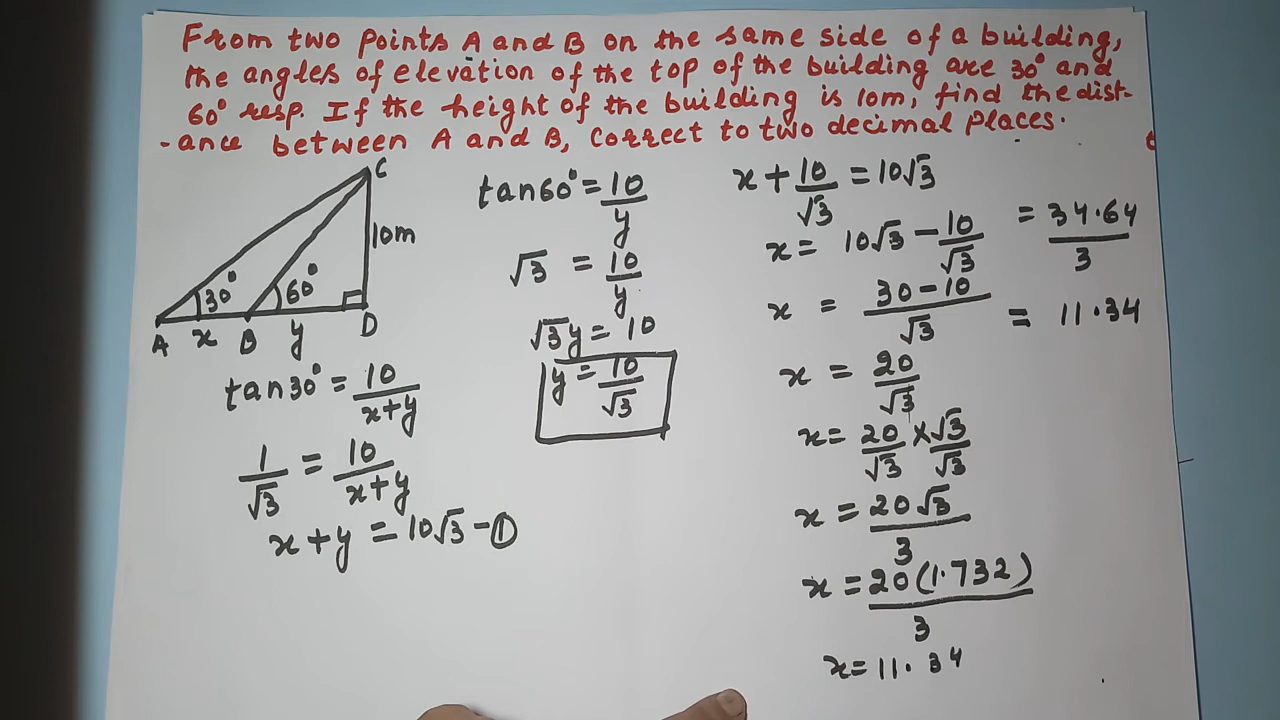 From two points A and B on the same side of a building,
the angles of elevation of the top of the building are 30° and
60° resp. If the height of the building is 10m, find the dist-
-ance between A and B, correct to two decimal places.
C
10m
30°
60°
A x B y D
tan30° = 10/(x+y)
1/√3 = 10/(x+y)
x+y = 10√3 - ①
tan60° = 10/y
√3 = 10/y
√3y = 10
y = 10/√3
x + 10/√3 = 10√3
x = 10√3 - 10/√3
x = (30-10)/√3
x = 20/√3
x = 20/√3 × √3/√3
x = 20√3/3
x = 20(1.732)/3
x = 11.34
= 34.64/3
= 11.34